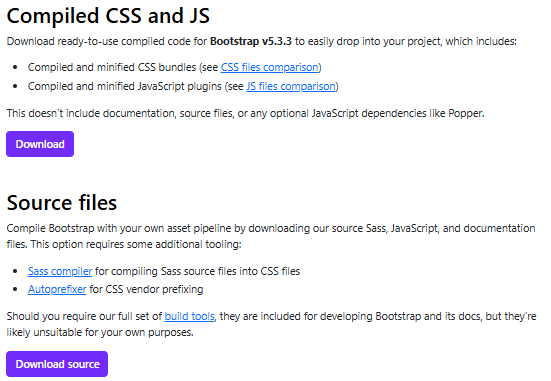 Compiled CSS and JS
Download ready-to-use compiled code for Bootstrap v5.3.3 to easily drop into your project, which includes:
• Compiled and minified CSS bundles (see CSS files comparison)
• Compiled and minified JavaScript plugins (see JS files comparison)
This doesn’t include documentation, source files, or any optional JavaScript dependencies like Popper.
Download
Source files
Compile Bootstrap with your own asset pipeline by downloading our source Sass, JavaScript, and documentation
files. This option requires some additional tooling:
• Sass compiler for compiling Sass source files into CSS files
• Autoprefixer for CSS vendor prefixing
Should you require our full set of build tools, they are included for developing Bootstrap and its docs, but they’re
likely unsuitable for your own purposes.
Download source